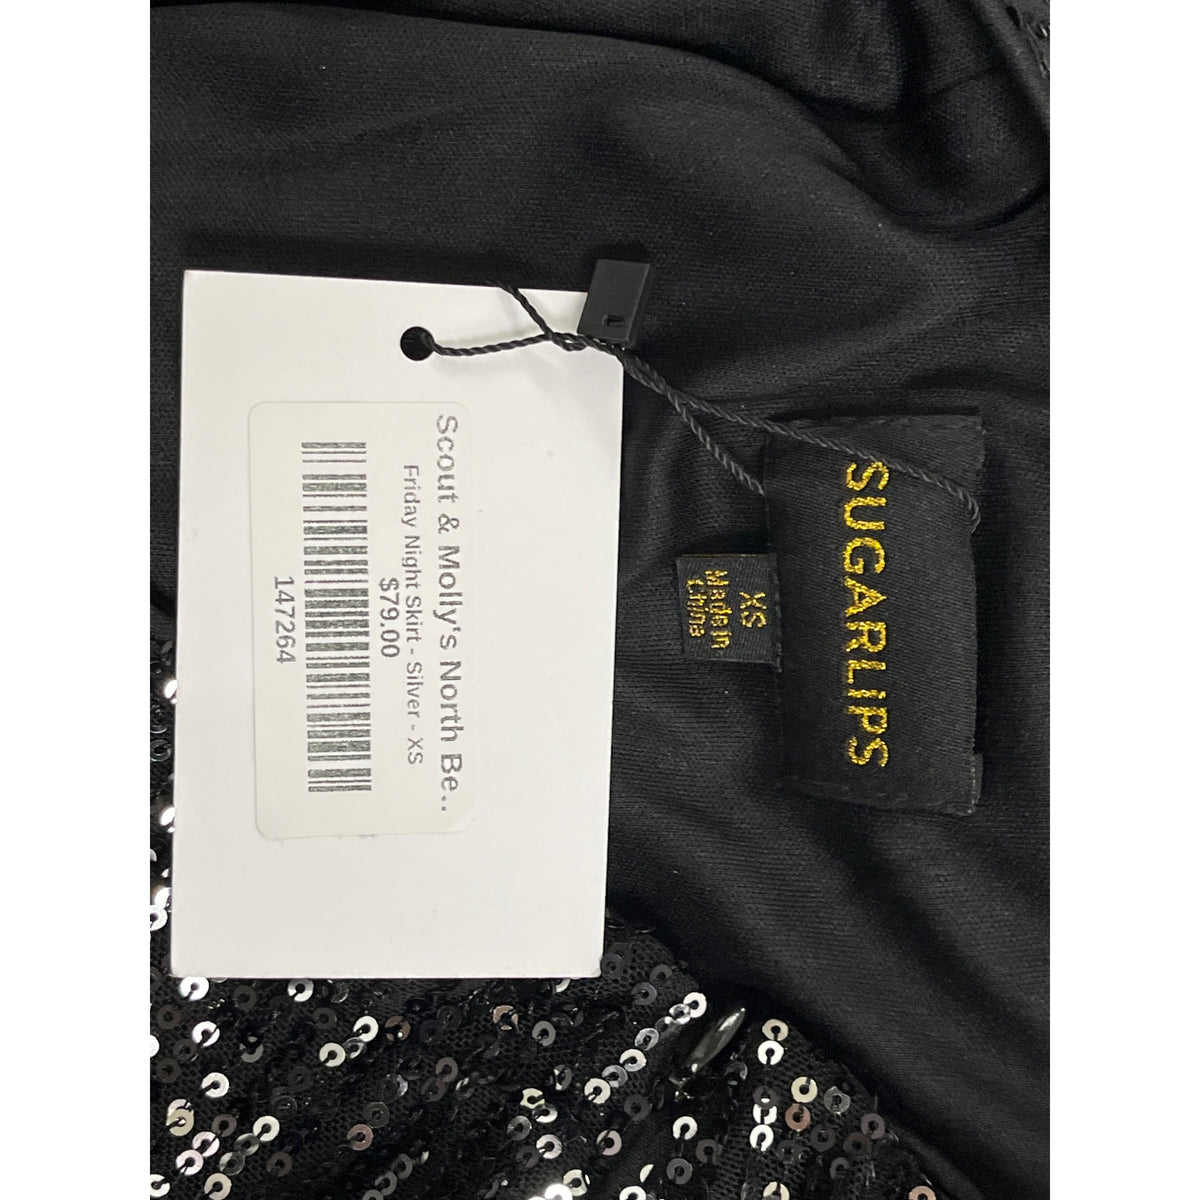 Scout & Molly's North Be..
Friday Night Skirt - Silver - XS
$79.00
147264
SUGARLIPS
XS
Made in
China